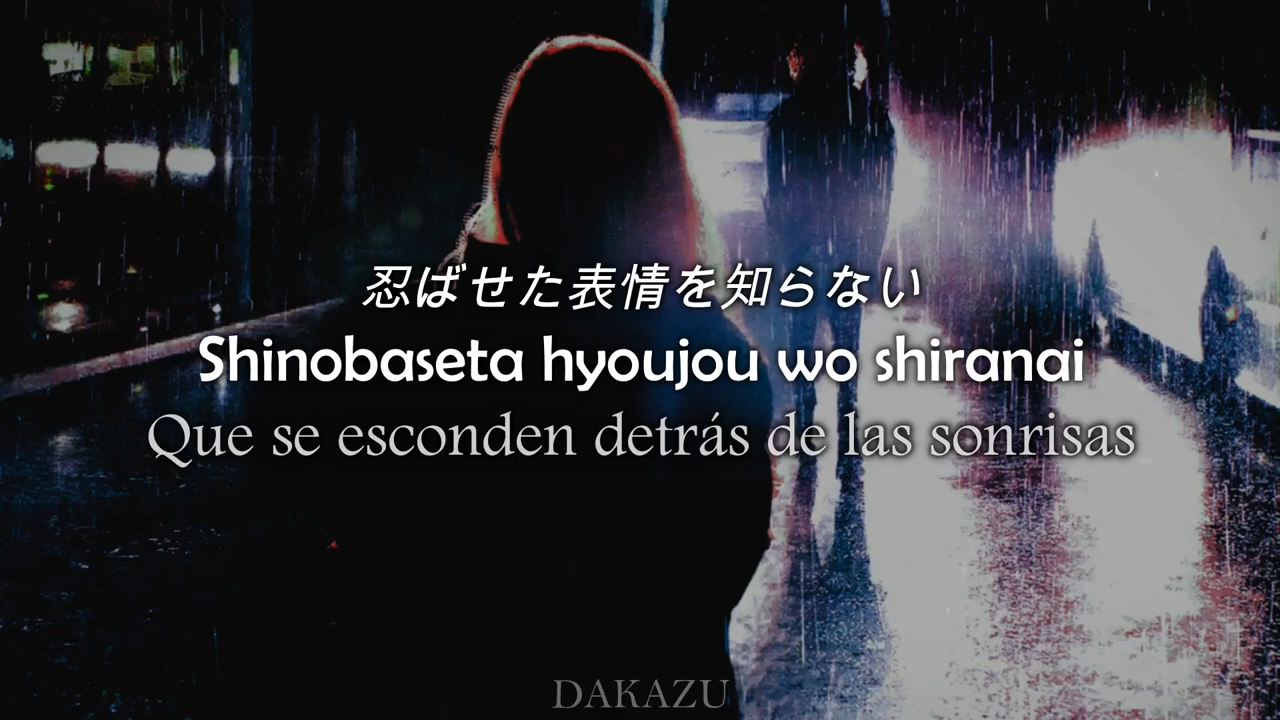 忍ばせた表情を知らない
Shinobaseta hyoujou wo shiranai
Que se esconden detrás de las sonrisas
DAKAZU